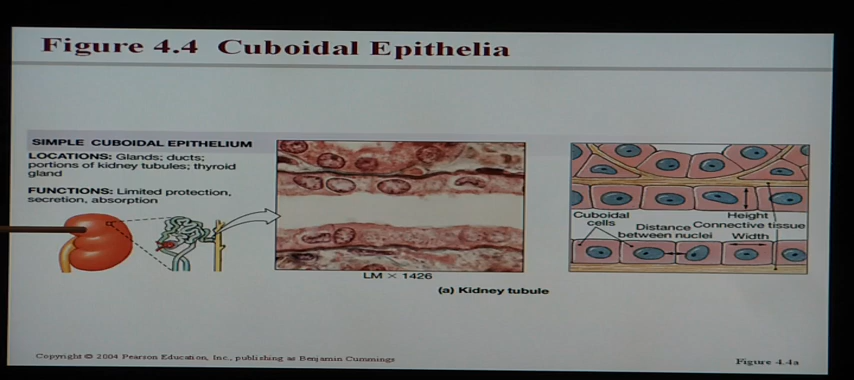 Figure 4.4 Cuboidal Epithelia
SIMPLE CUBOIDAL EPITHELIUM
LOCATIONS: Glands; ducts;
portions of kidney tubules; thyroid
gland
FUNCTIONS: Limited protection,
secretion, absorption
LM × 1426
Cuboidal
cells
Distance
between nuclei
Height
Connective tissue
Width
(a) Kidney tubule
Copyright © 2004 Pearson Education, Inc., publishing as Benjamin Cummings
Figure 4.4a